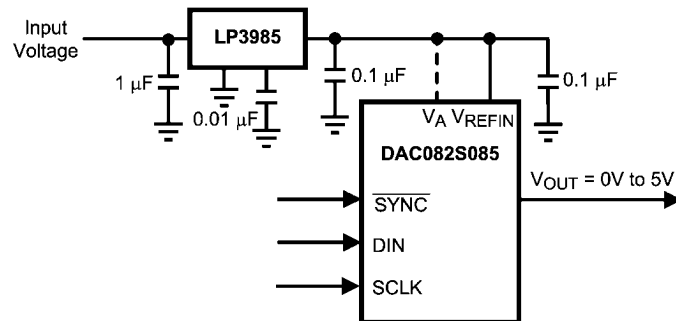 Input
Voltage
LP3985
1 μF
0.01 μF
0.1 μF
0.1 μF
VA VREFIN
DAC082S085
SYNC
DIN
SCLK
VOUT = 0V to 5V